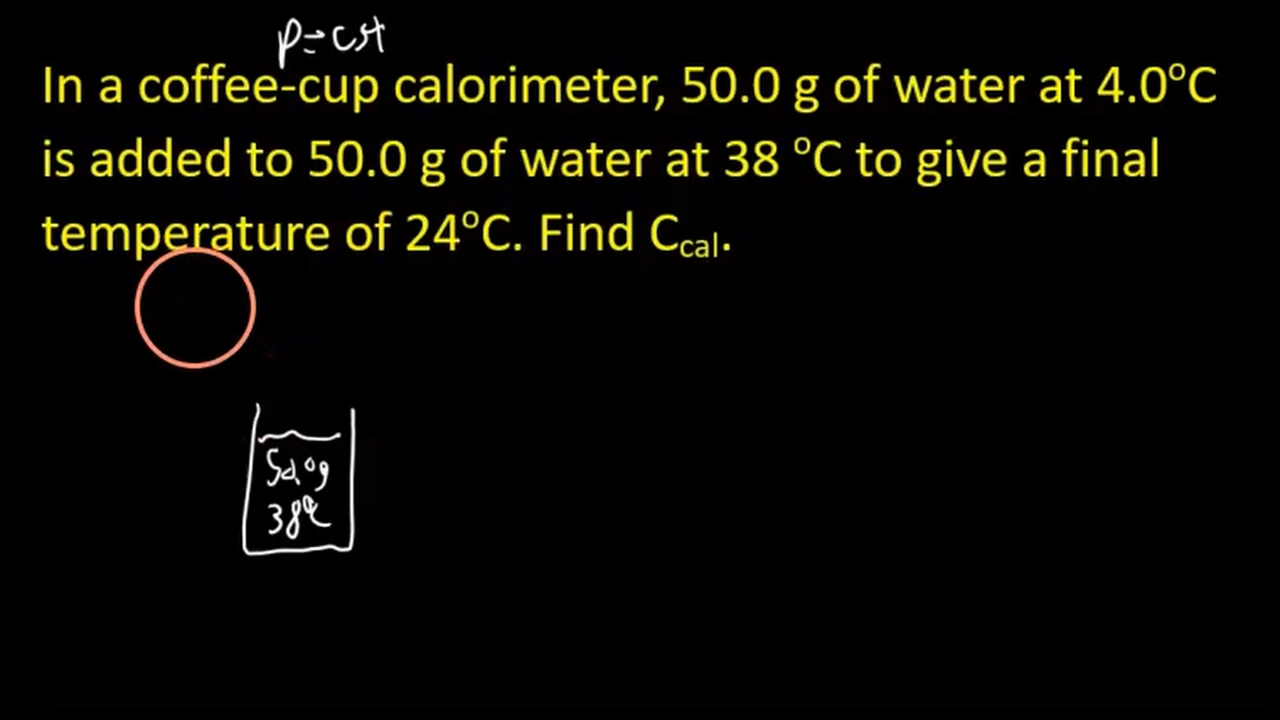 P = cst
In a coffee-cup calorimeter, 50.0 g of water at 4.0°C
is added to 50.0 g of water at 38 °C to give a final
temperature of 24°C. Find Ccal.
50.0g
38°C